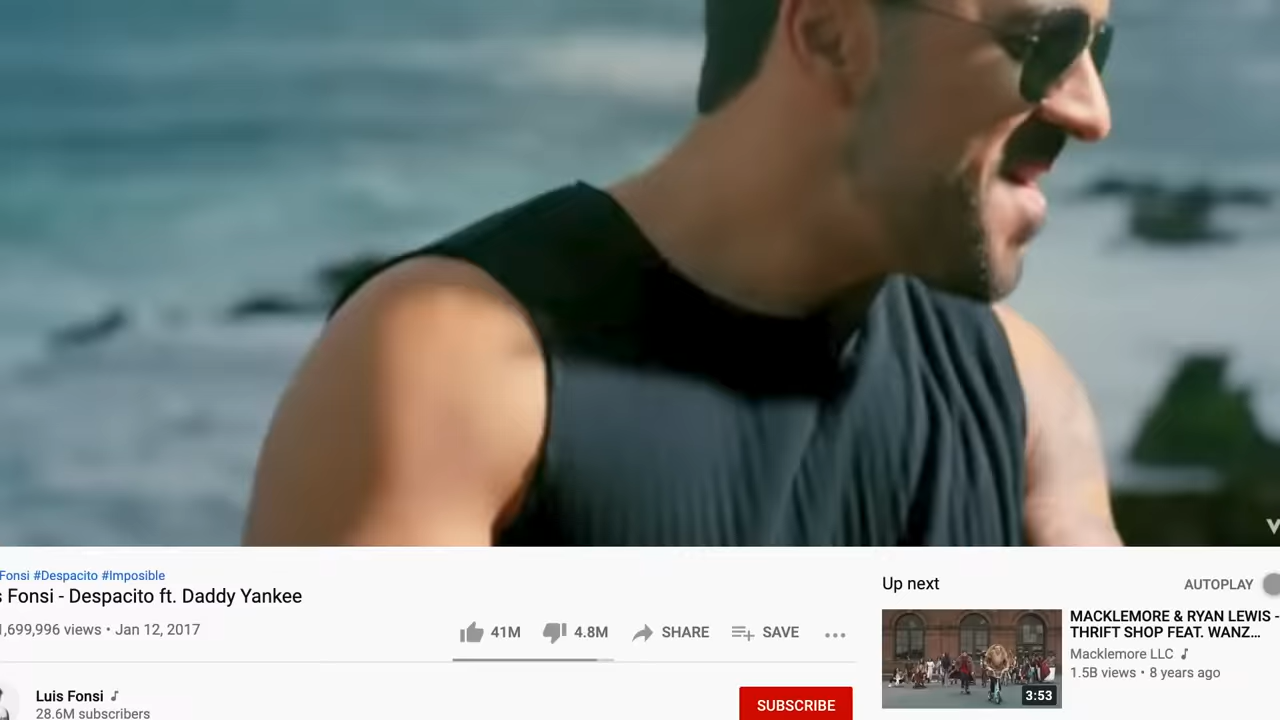 Fonsi #Despacito #Imposible
s Fonsi - Despacito ft. Daddy Yankee
1,699,996 views • Jan 12, 2017
41M
4.8M
SHARE
SAVE
Luis Fonsi
28.6M subscribers
SUBSCRIBE
Up next
AUTOPLAY
MACKLEMORE & RYAN LEWIS -
THRIFT SHOP FEAT. WANZ...
Macklemore LLC
1.5B views • 8 years ago
3:53
V